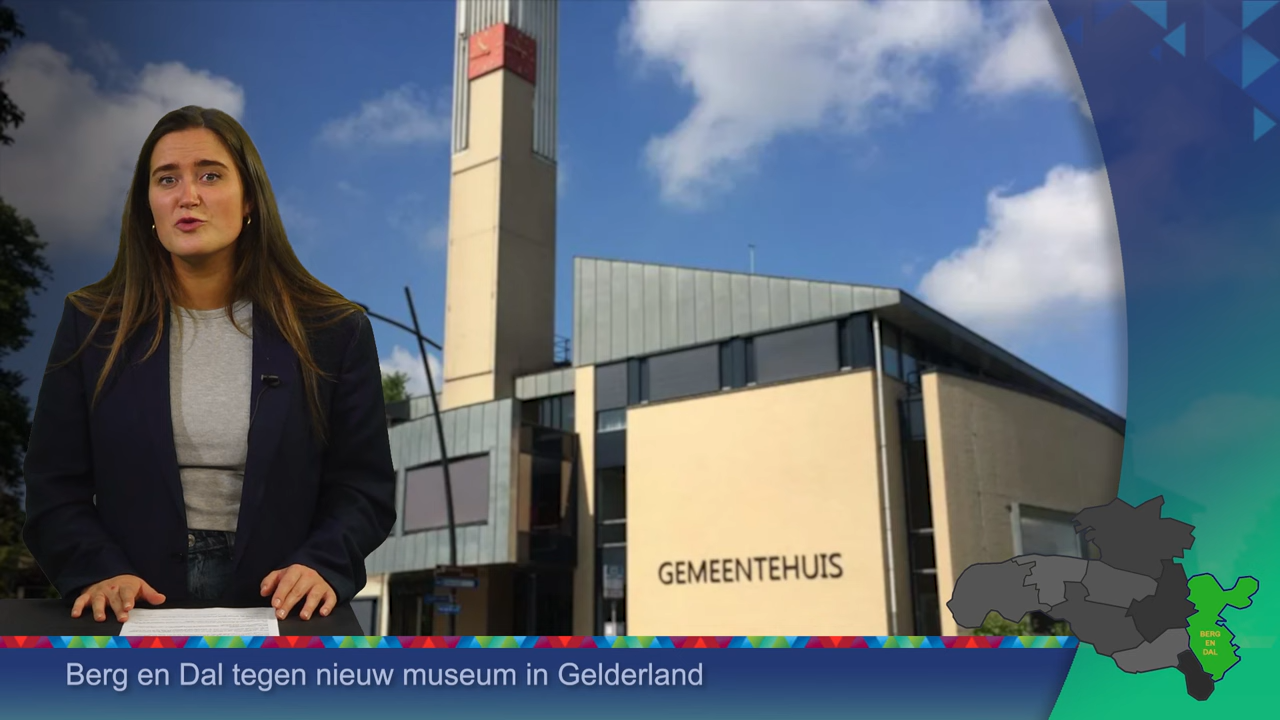 GEMEENTEHUIS
BERG
EN
DAL
Berg en Dal tegen nieuw museum in Gelderland